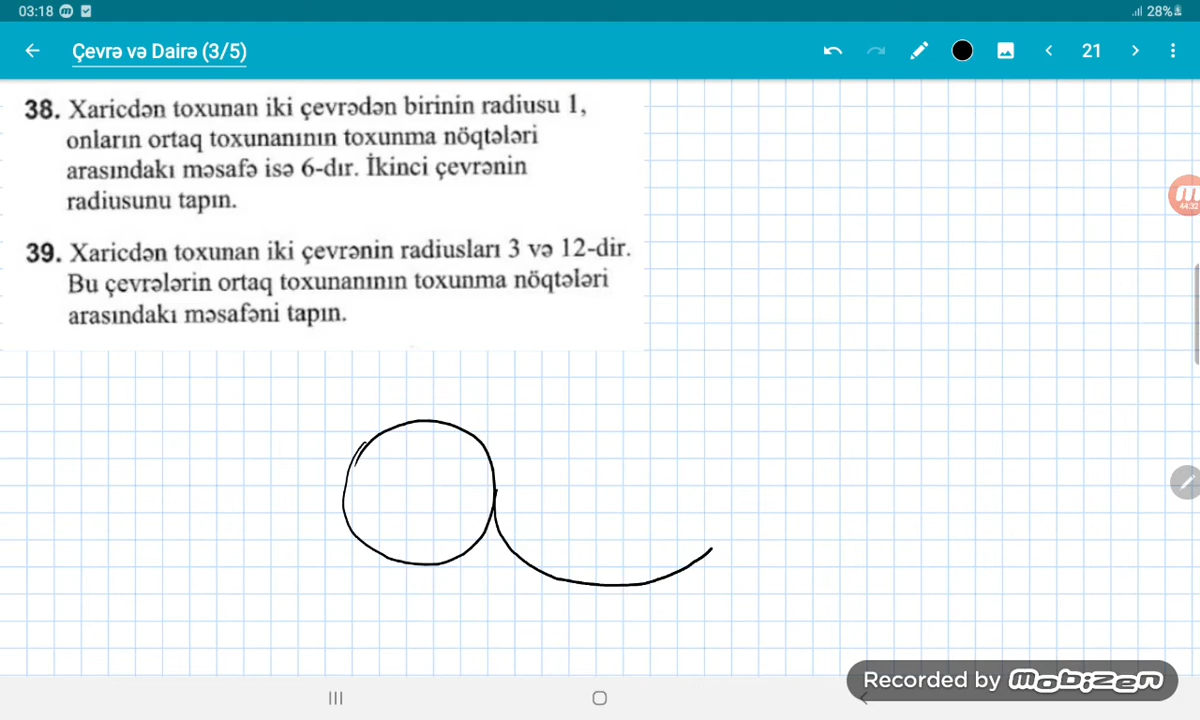 03:18
28%
Çevrə və Dairə (3/5)
21
38. Xaricdən toxunan iki çevrədən birinin radiusu 1,
onların ortaq toxunanının toxunma nöqtələri
arasındakı məsafə isə 6-dır. İkinci çevrənin
radiusunu tapın.
44:32
39. Xaricdən toxunan iki çevrənin radiusları 3 və 12-dir.
Bu çevrələrin ortaq toxunanının toxunma nöqtələri
arasındakı məsafəni tapın.
Recorded by Mobizen